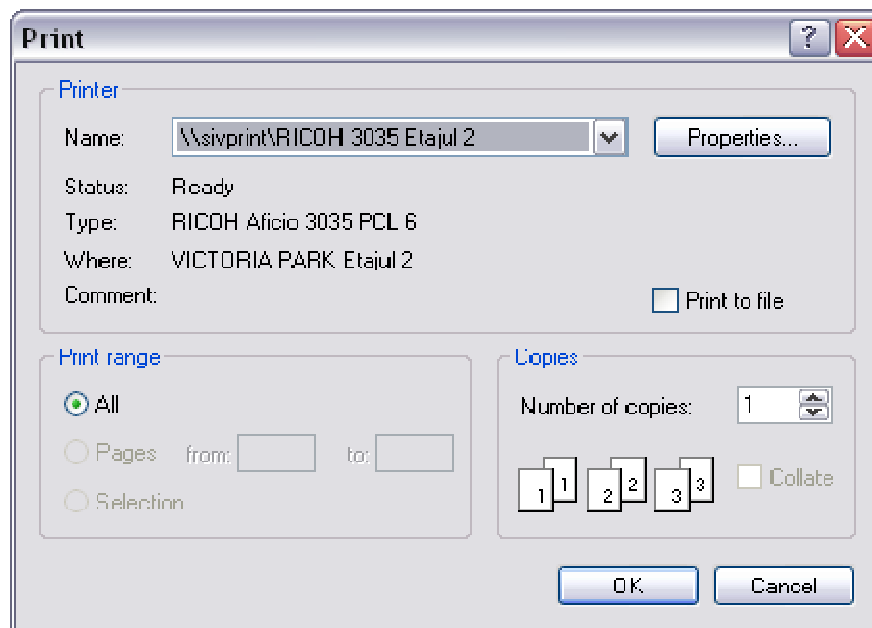 Print
Printer
Name: \\sivprint\RICOH 3035 Etajul 2 Properties...
Status: Ready
Type: RICOH Aficio 3035 PCL 6
Where: VICTORIA PARK Etajul 2
Comment:
Print to file
Print range
All
Pages from: to:
Selection
Copies
Number of copies: 1
1 1 2 2 3 3
Collate
OK Cancel